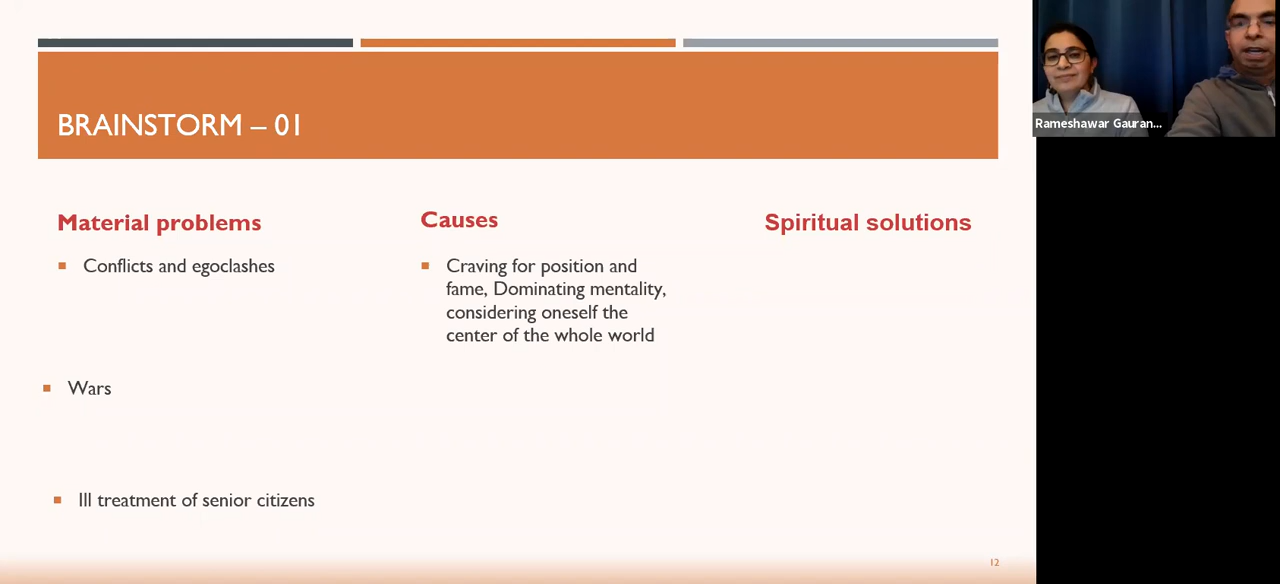 BRAINSTORM – 01
Material problems
Causes
Spiritual solutions
Conflicts and egoclashes
Craving for position and
fame, Dominating mentality,
considering oneself the
center of the whole world
Wars
Ill treatment of senior citizens
12
Rameshawar Gauran...